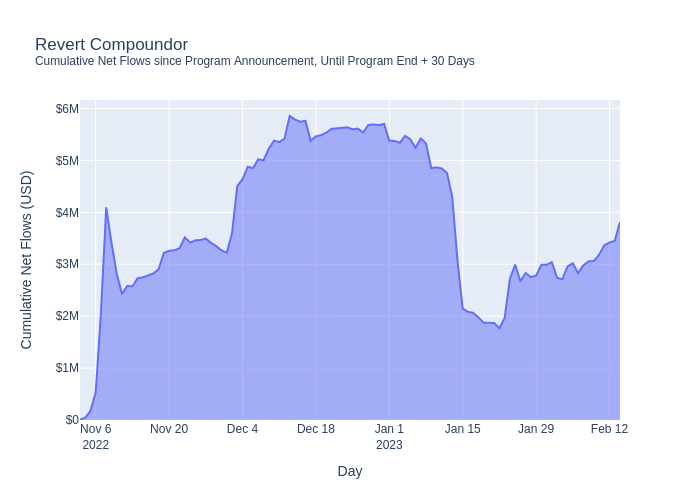 Revert Compoundor
Cumulative Net Flows since Program Announcement, Until Program End + 30 Days
Cumulative Net Flows (USD)
$6M
$5M
$4M
$3M
$2M
$1M
$0
Nov 6 Nov 20 Dec 4 Dec 18 Jan 1 Jan 15 Jan 29 Feb 12
2022 2023
Day